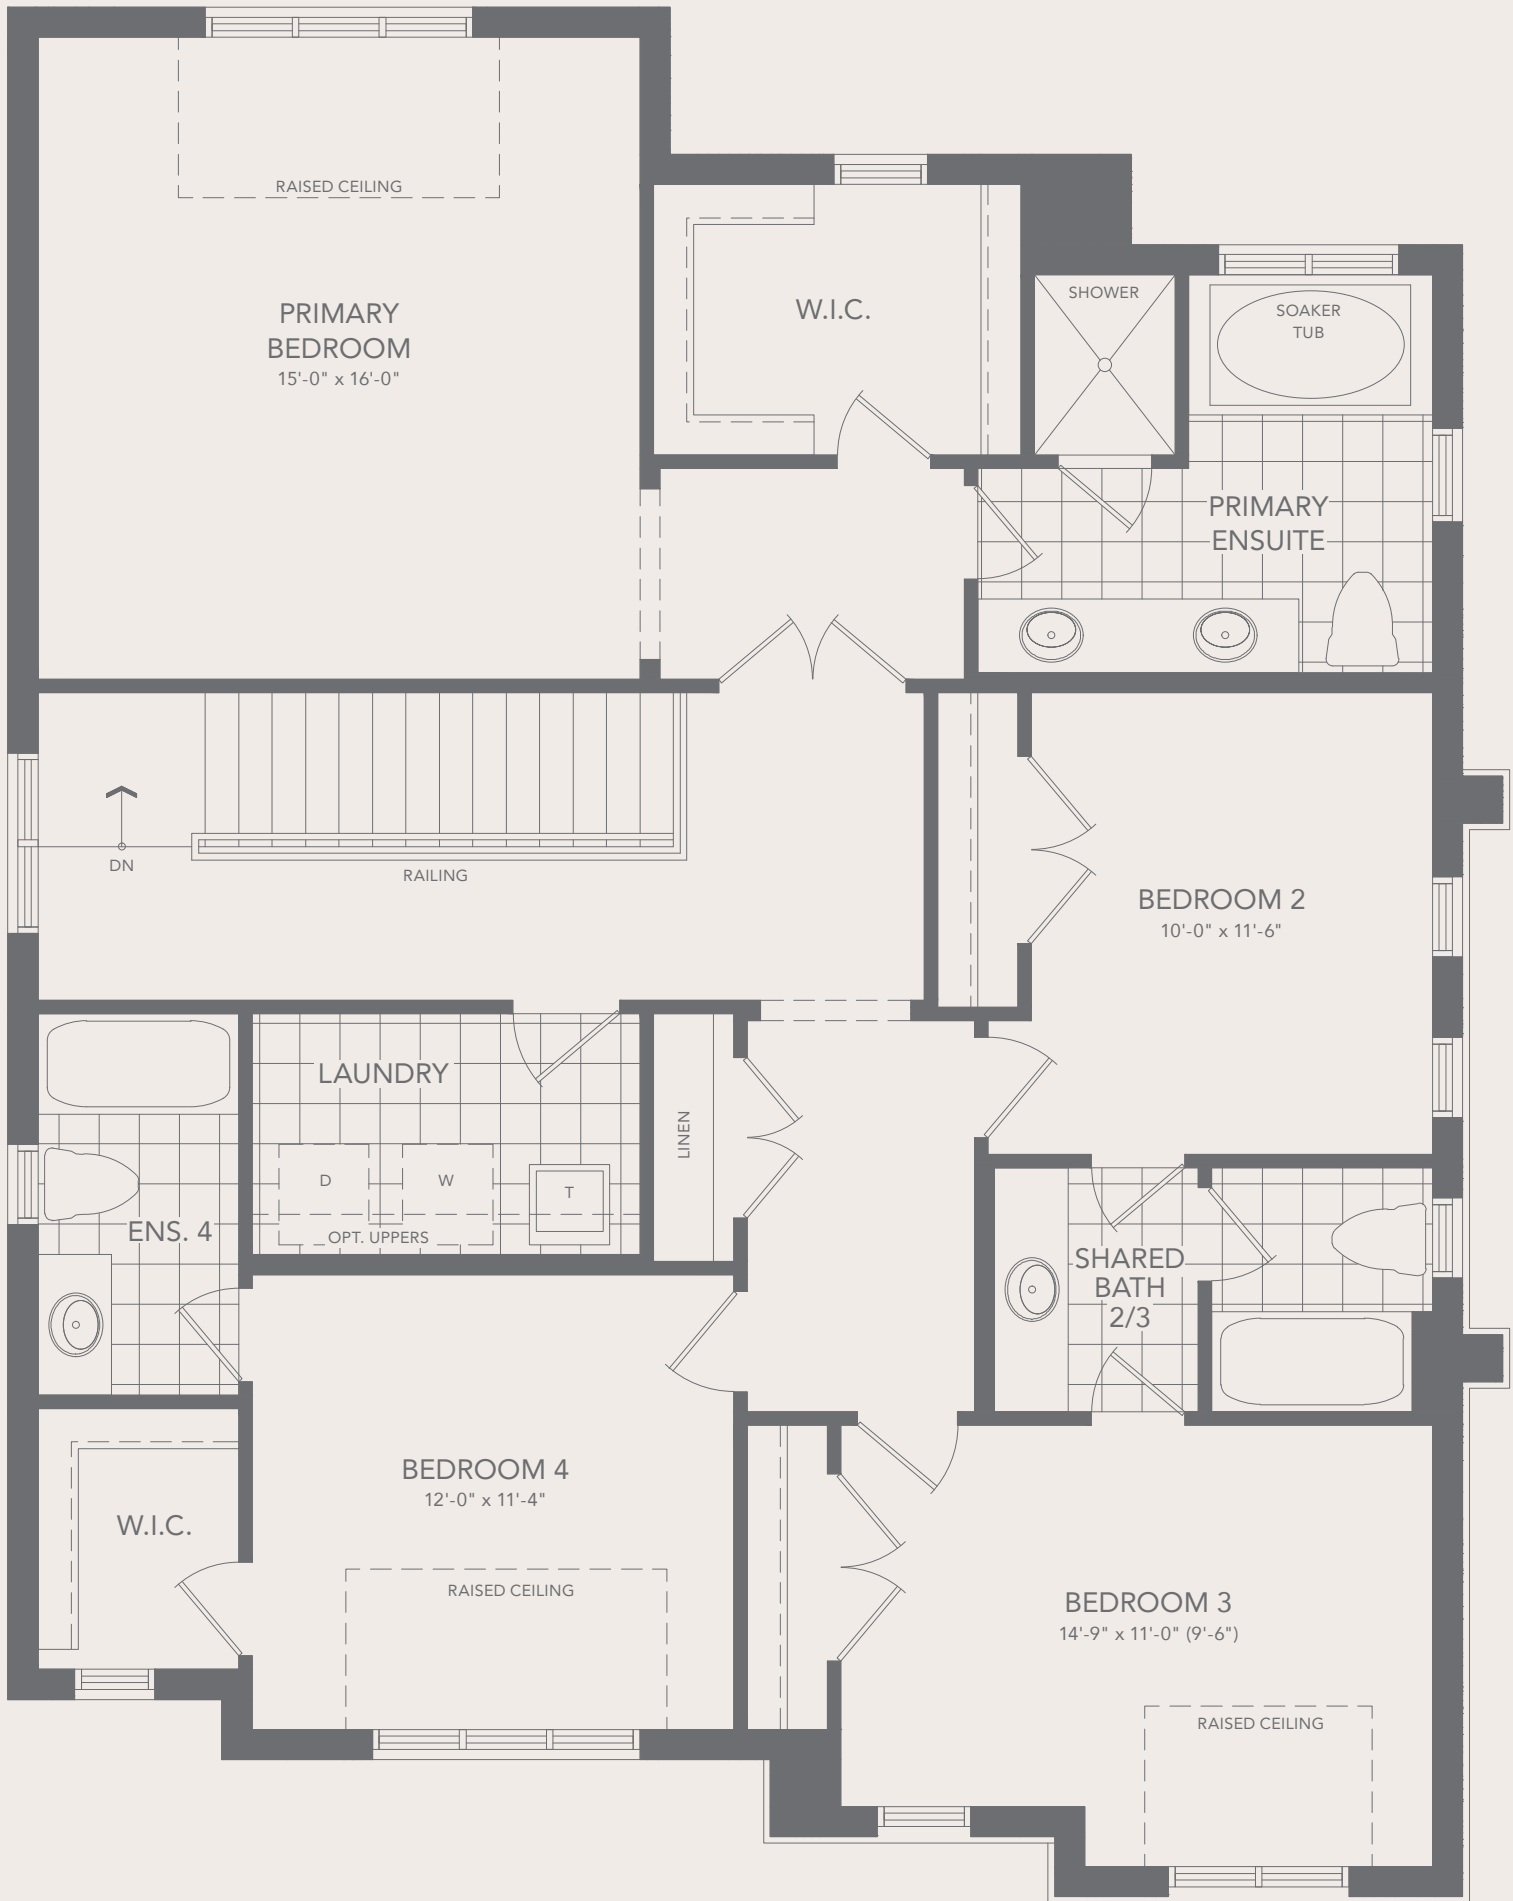 RAISED CEILING
PRIMARY
BEDROOM
15'-0" x 16'-0"
W.I.C.
SHOWER
SOAKER
TUB
PRIMARY
ENSUITE
DN
RAILING
BEDROOM 2
10'-0" x 11'-6"
LAUNDRY
D
W
T
OPT. UPPERS
LINEN
ENS. 4
SHARED
BATH
2/3
BEDROOM 4
12'-0" x 11'-4"
W.I.C.
RAISED CEILING
BEDROOM 3
14'-9" x 11'-0" (9'-6")
RAISED CEILING